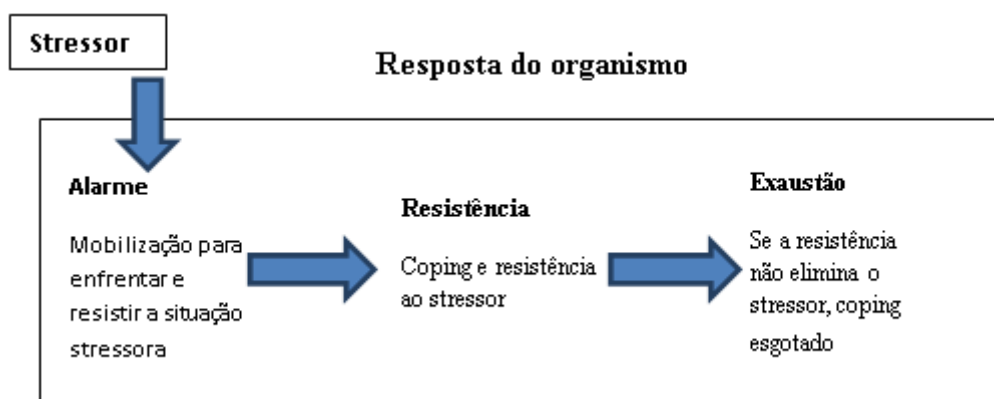 Stressor
Resposta do organismo
Alarme
Mobilização para
enfrentar e
resistir a situação
stressora
Resistência
Coping e resistência
ao stressor
Exaustão
Se a resistência
não elimina o
stressor, coping
esgotado